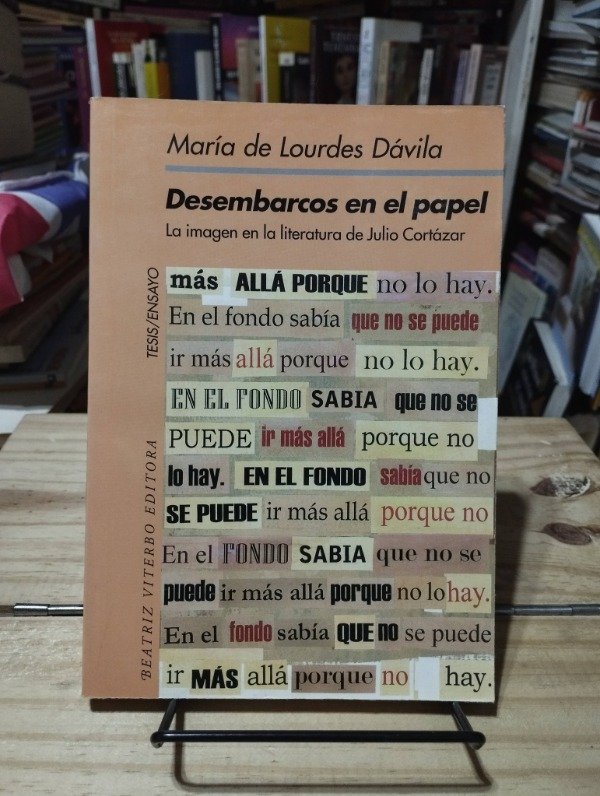 María de Lourdes Dávila
Desembarcos en el papel
La imagen en la literatura de Julio Cortázar
TESIS/ENSAYO
BEATRIZ VITERBO EDITORA
más ALLÁ PORQUE no lo hay.
En el fondo sabía que no se puede
ir más allá porque no lo hay.
EN EL FONDO SABIA que no se
PUEDE ir más allá porque no
lo hay. EN EL FONDO sabía que no
SE PUEDE ir más allá porque no
En el FONDO SABIA que no se
puede ir más allá porque no lo hay.
En el fondo sabía QUE NO se puede
ir MÁS allá porque no hay.